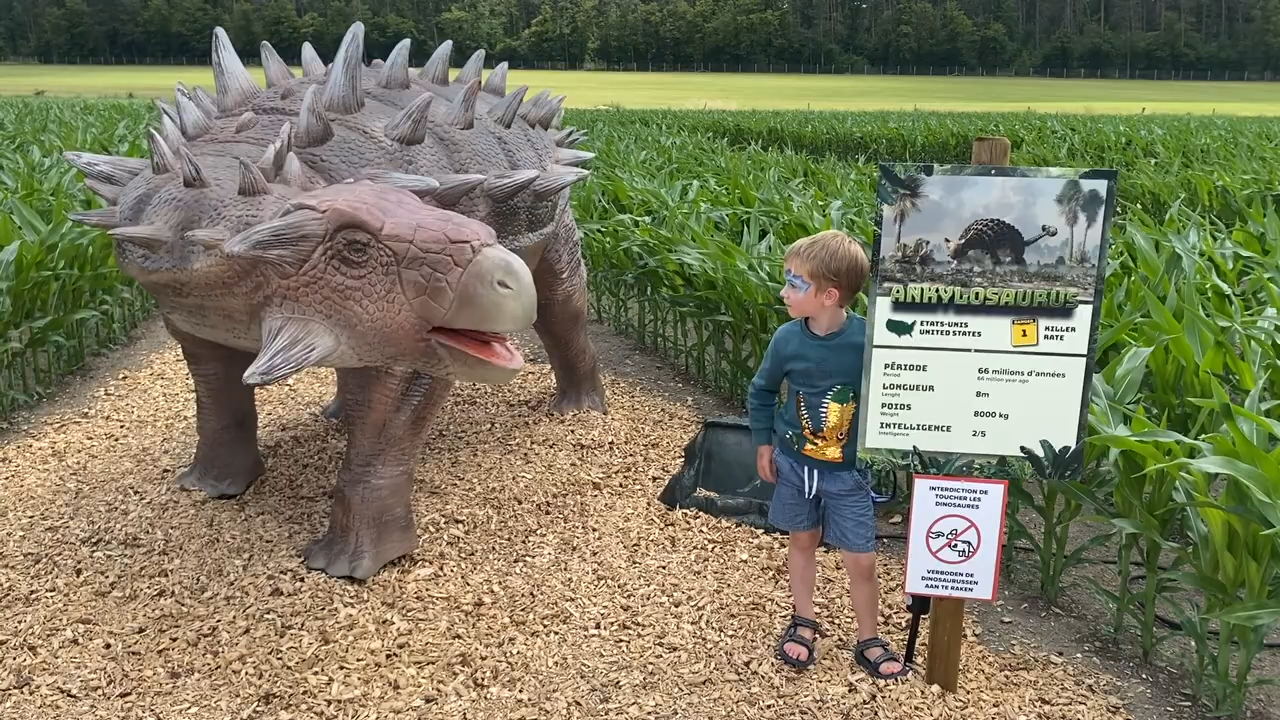 ANKYLOSAURUS
ETATS-UNIS
UNITED STATES
DANGER
1
KILLER
RATE
PÉRIODE
Period
66 millions d'années
66 million year ago
LONGUEUR
Lenght
8m
POIDS
Weight
8000 kg
INTELLIGENCE
Intelligence
2/5
INTERDICTION DE
TOUCHER LES
DINOSAURES
VERBODEN DE
DINOSAURUSSEN
AAN TE RAKEN